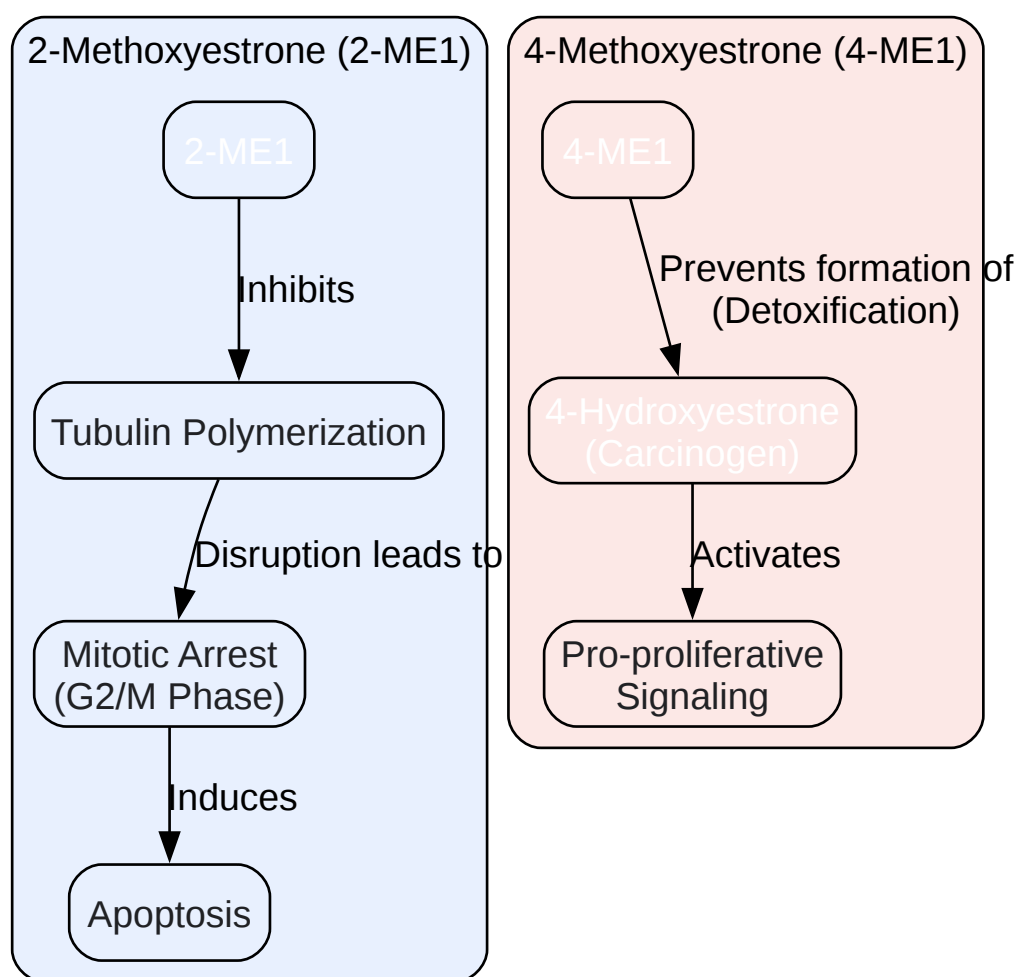 2-Methoxyestrone (2-ME1)
2-ME1
Inhibits
Tubulin Polymerization
Disruption leads to
Mitotic Arrest
(G2/M Phase)
Induces
Apoptosis
4-Methoxyestrone (4-ME1)
4-ME1
Prevents formation of
(Detoxification)
4-Hydroxyestrone
(Carcinogen)
Activates
Pro-proliferative
Signaling